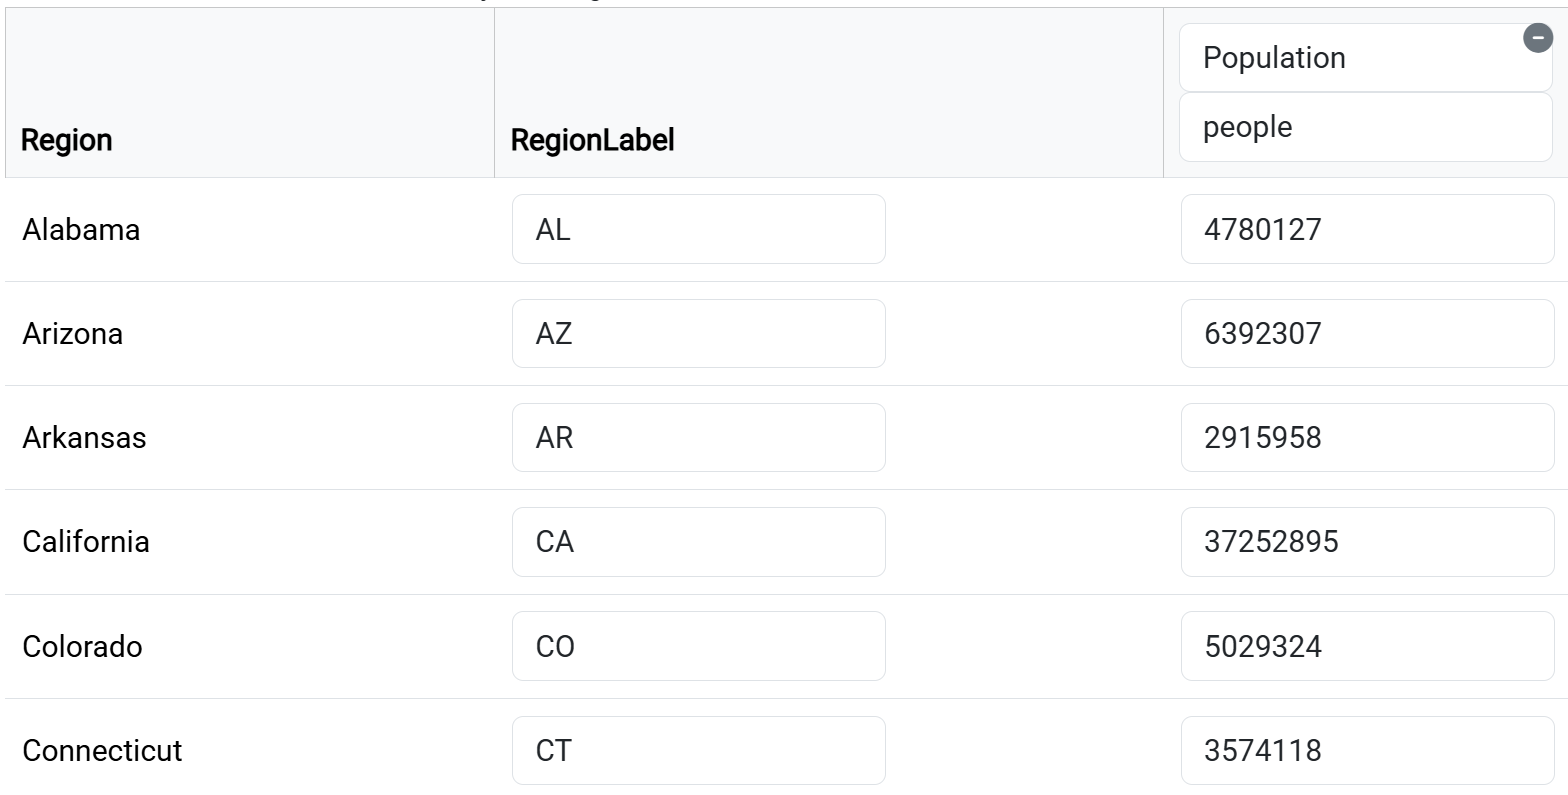 Population
people
Region RegionLabel
Alabama AL 4780127
Arizona AZ 6392307
Arkansas AR 2915958
California CA 37252895
Colorado CO 5029324
Connecticut CT 3574118